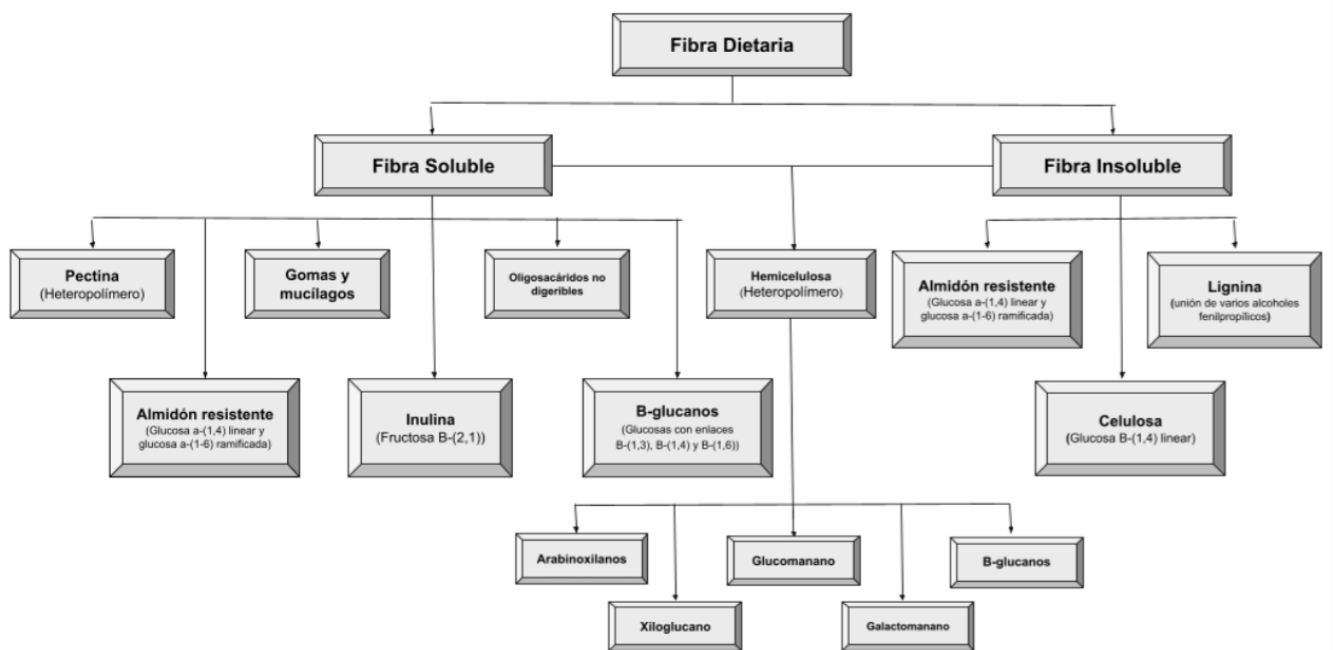 Fibra Dietaria
Fibra Soluble
Fibra Insoluble
Pectina
(Heteropolímero)
Gomas y
mucílagos
Oligosacáridos no
digeribles
Hemicelulosa
(Heteropolímero)
Almidón resistente
(Glucosa a-(1,4) linear y
glucosa a-(1-6) ramificada)
Lignina
(unión de varios alcoholes
fenilpropílicos)
Almidón resistente
(Glucosa a-(1,4) linear y
glucosa a-(1-6) ramificada)
Inulina
(Fructosa B-(2,1))
B-glucanos
(Glucosas con enlaces
B-(1,3), B-(1,4) y B-(1,6))
Celulosa
(Glucosa B-(1,4) linear)
Arabinoxilanos
Glucomanano
B-glucanos
Xiloglucano
Galactomanano